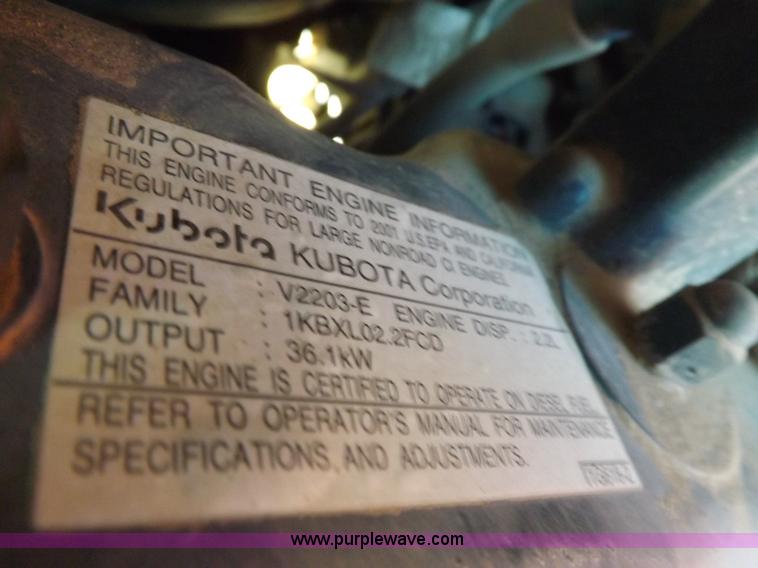 IMPORTANT ENGINE INFORMATION
THIS ENGINE CONFORMS TO 2001 U.S.EPA AND CALIFORNIA
REGULATIONS FOR LARGE NONROAD CI ENGINES
Kubota KUBOTA Corporation
MODEL : V2203-E ENGINE DISP. : 2.2L
FAMILY : 1KBXL02.2FCD
OUTPUT : 36.1kW
THIS ENGINE IS CERTIFIED TO OPERATE ON DIESEL FUEL
REFER TO OPERATOR'S MANUAL FOR MAINTENANCE
SPECIFICATIONS AND ADJUSTMENTS.
www.purplewave.com